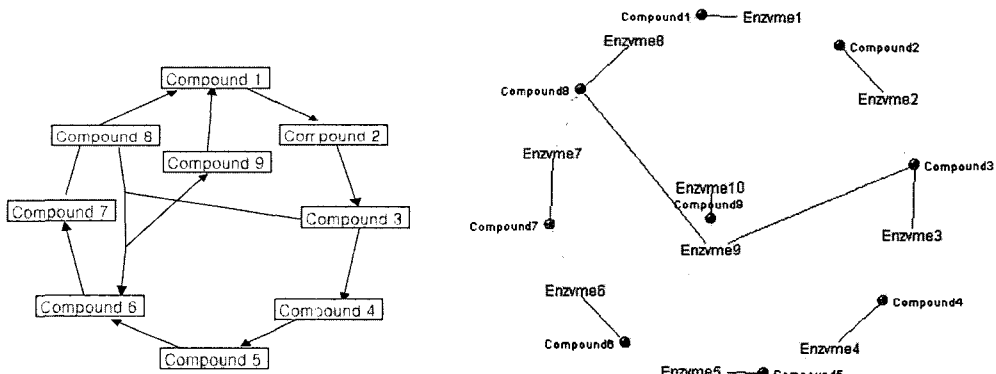 Compound 1
Compound 2
Compound 8
Compound 9
Compound 7
Compound 3
Compound 6
Compound 4
Compound 5
Compound1
Enzyme1
Enzyme8
Compound2
Compound8
Enzyme2
Enzyme7
Compound3
Enzyme10
Compound9
Compound7
Enzyme9
Enzyme3
Enzyme6
Compound4
Compound6
Enzyme4
Enzyme5
Compound5